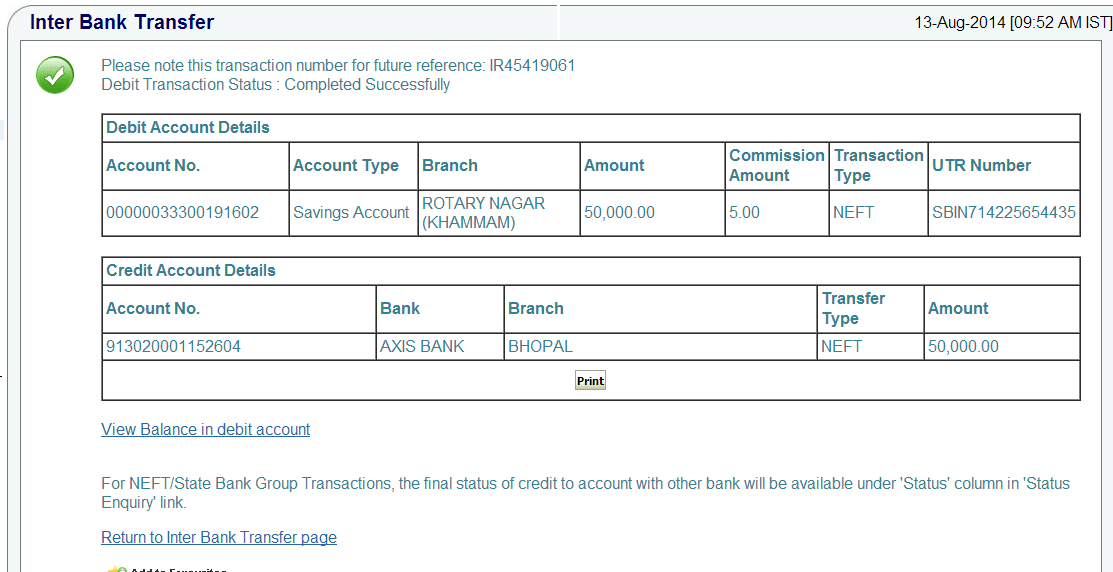 Inter Bank Transfer
13-Aug-2014 [09:52 AM IST]
Please note this transaction number for future reference: IR45419061
Debit Transaction Status : Completed Successfully
Debit Account Details
Account No. Account Type Branch Amount Commission Amount Transaction Type UTR Number
00000033300191602 Savings Account ROTARY NAGAR (KHAMMAM) 50,000.00 5.00 NEFT SBIN714225654435
Credit Account Details
Account No. Bank Branch Transfer Type Amount
913020001152604 AXIS BANK BHOPAL NEFT 50,000.00
Print
View Balance in debit account
For NEFT/State Bank Group Transactions, the final status of credit to account with other bank will be available under 'Status' column in 'Status
Enquiry' link.
Return to Inter Bank Transfer page
Add to Favourites